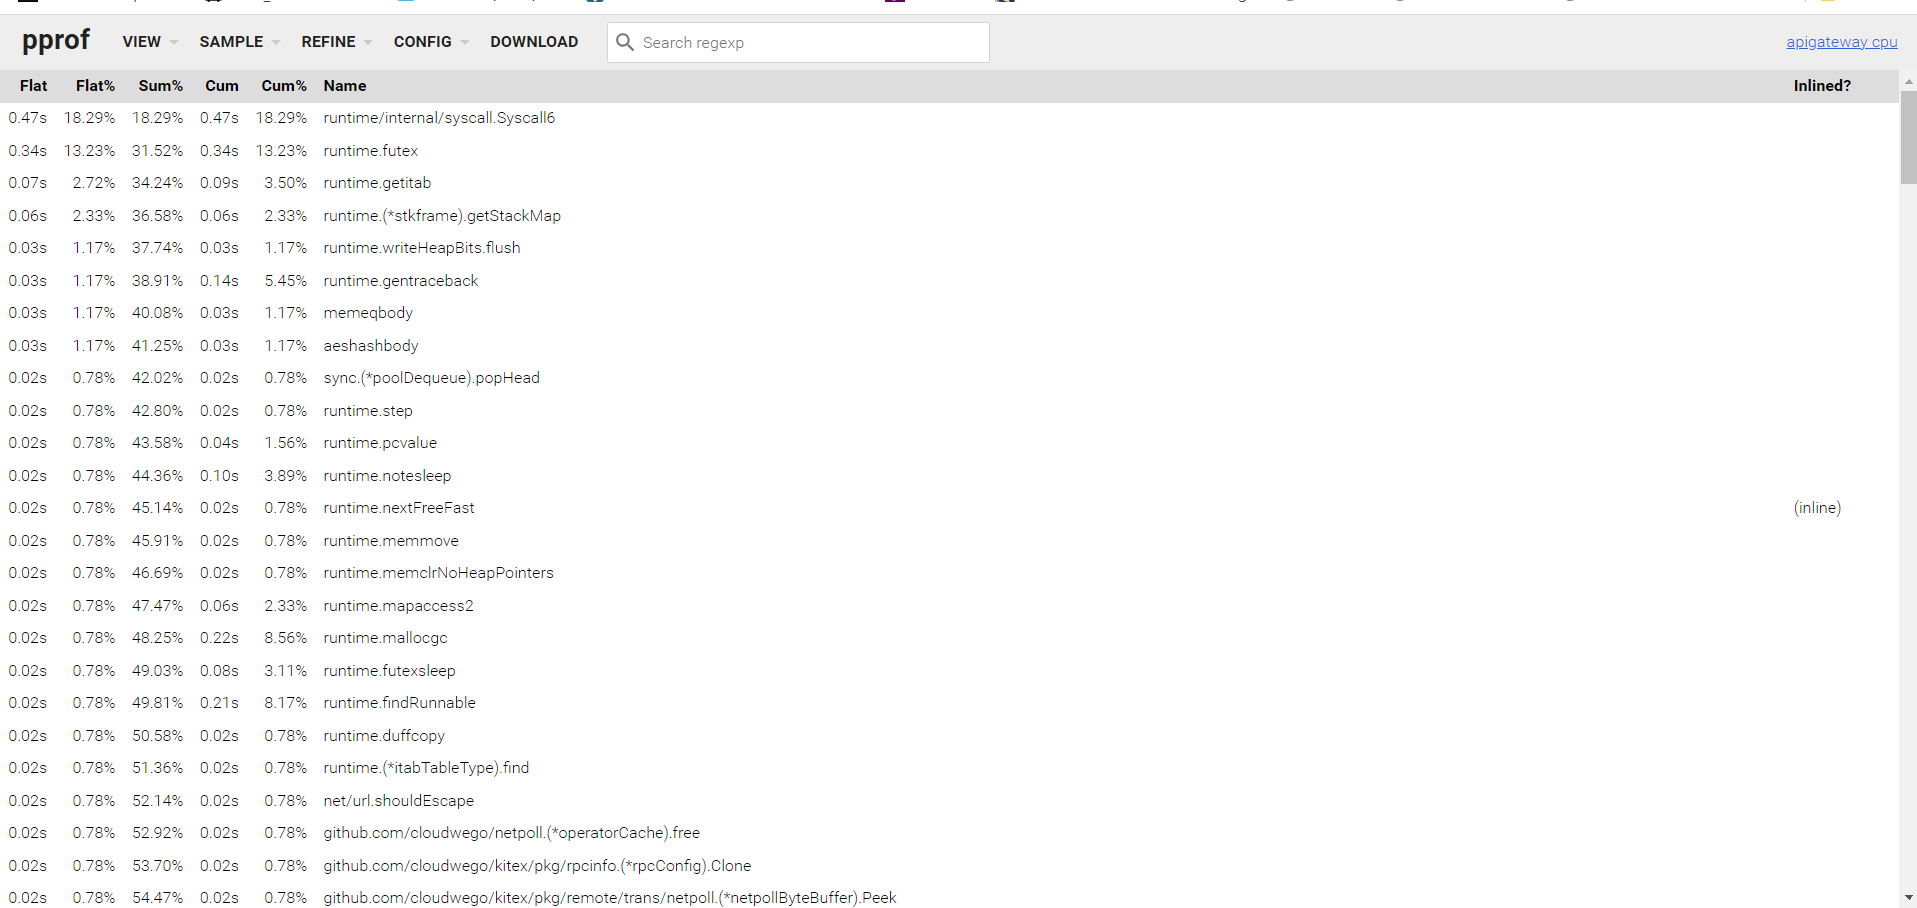 pprof VIEW SAMPLE REFINE CONFIG DOWNLOAD Search regexp apigateway cpu
Flat Flat% Sum% Cum Cum% Name Inlined?
0.47s 18.29% 18.29% 0.47s 18.29% runtime/internal/syscall.Syscall6
0.34s 13.23% 31.52% 0.34s 13.23% runtime.futex
0.07s 2.72% 34.24% 0.09s 3.50% runtime.getitab
0.06s 2.33% 36.58% 0.06s 2.33% runtime.(*stkframe).getStackMap
0.03s 1.17% 37.74% 0.03s 1.17% runtime.writeHeapBits.flush
0.03s 1.17% 38.91% 0.14s 5.45% runtime.gentraceback
0.03s 1.17% 40.08% 0.03s 1.17% memeqbody
0.03s 1.17% 41.25% 0.03s 1.17% aeshashbody
0.02s 0.78% 42.02% 0.02s 0.78% sync.(*poolDequeue).popHead
0.02s 0.78% 42.80% 0.02s 0.78% runtime.step
0.02s 0.78% 43.58% 0.04s 1.56% runtime.pcvalue
0.02s 0.78% 44.36% 0.10s 3.89% runtime.notesleep
0.02s 0.78% 45.14% 0.02s 0.78% runtime.nextFreeFast (inline)
0.02s 0.78% 45.91% 0.02s 0.78% runtime.memmove
0.02s 0.78% 46.69% 0.02s 0.78% runtime.memclrNoHeapPointers
0.02s 0.78% 47.47% 0.06s 2.33% runtime.mapaccess2
0.02s 0.78% 48.25% 0.22s 8.56% runtime.mallocgc
0.02s 0.78% 49.03% 0.08s 3.11% runtime.futexsleep
0.02s 0.78% 49.81% 0.21s 8.17% runtime.findRunnable
0.02s 0.78% 50.58% 0.02s 0.78% runtime.duffcopy
0.02s 0.78% 51.36% 0.02s 0.78% runtime.(*itabTableType).find
0.02s 0.78% 52.14% 0.02s 0.78% net/url.shouldEscape
0.02s 0.78% 52.92% 0.02s 0.78% github.com/cloudwego/netpoll.(*operatorCache).free
0.02s 0.78% 53.70% 0.02s 0.78% github.com/cloudwego/kitex/pkg/rpcinfo.(*rpcConfig).Clone
0.02s 0.78% 54.47% 0.02s 0.78% github.com/cloudwego/kitex/pkg/remote/trans/netpoll.(*netpollByteBuffer).Peek